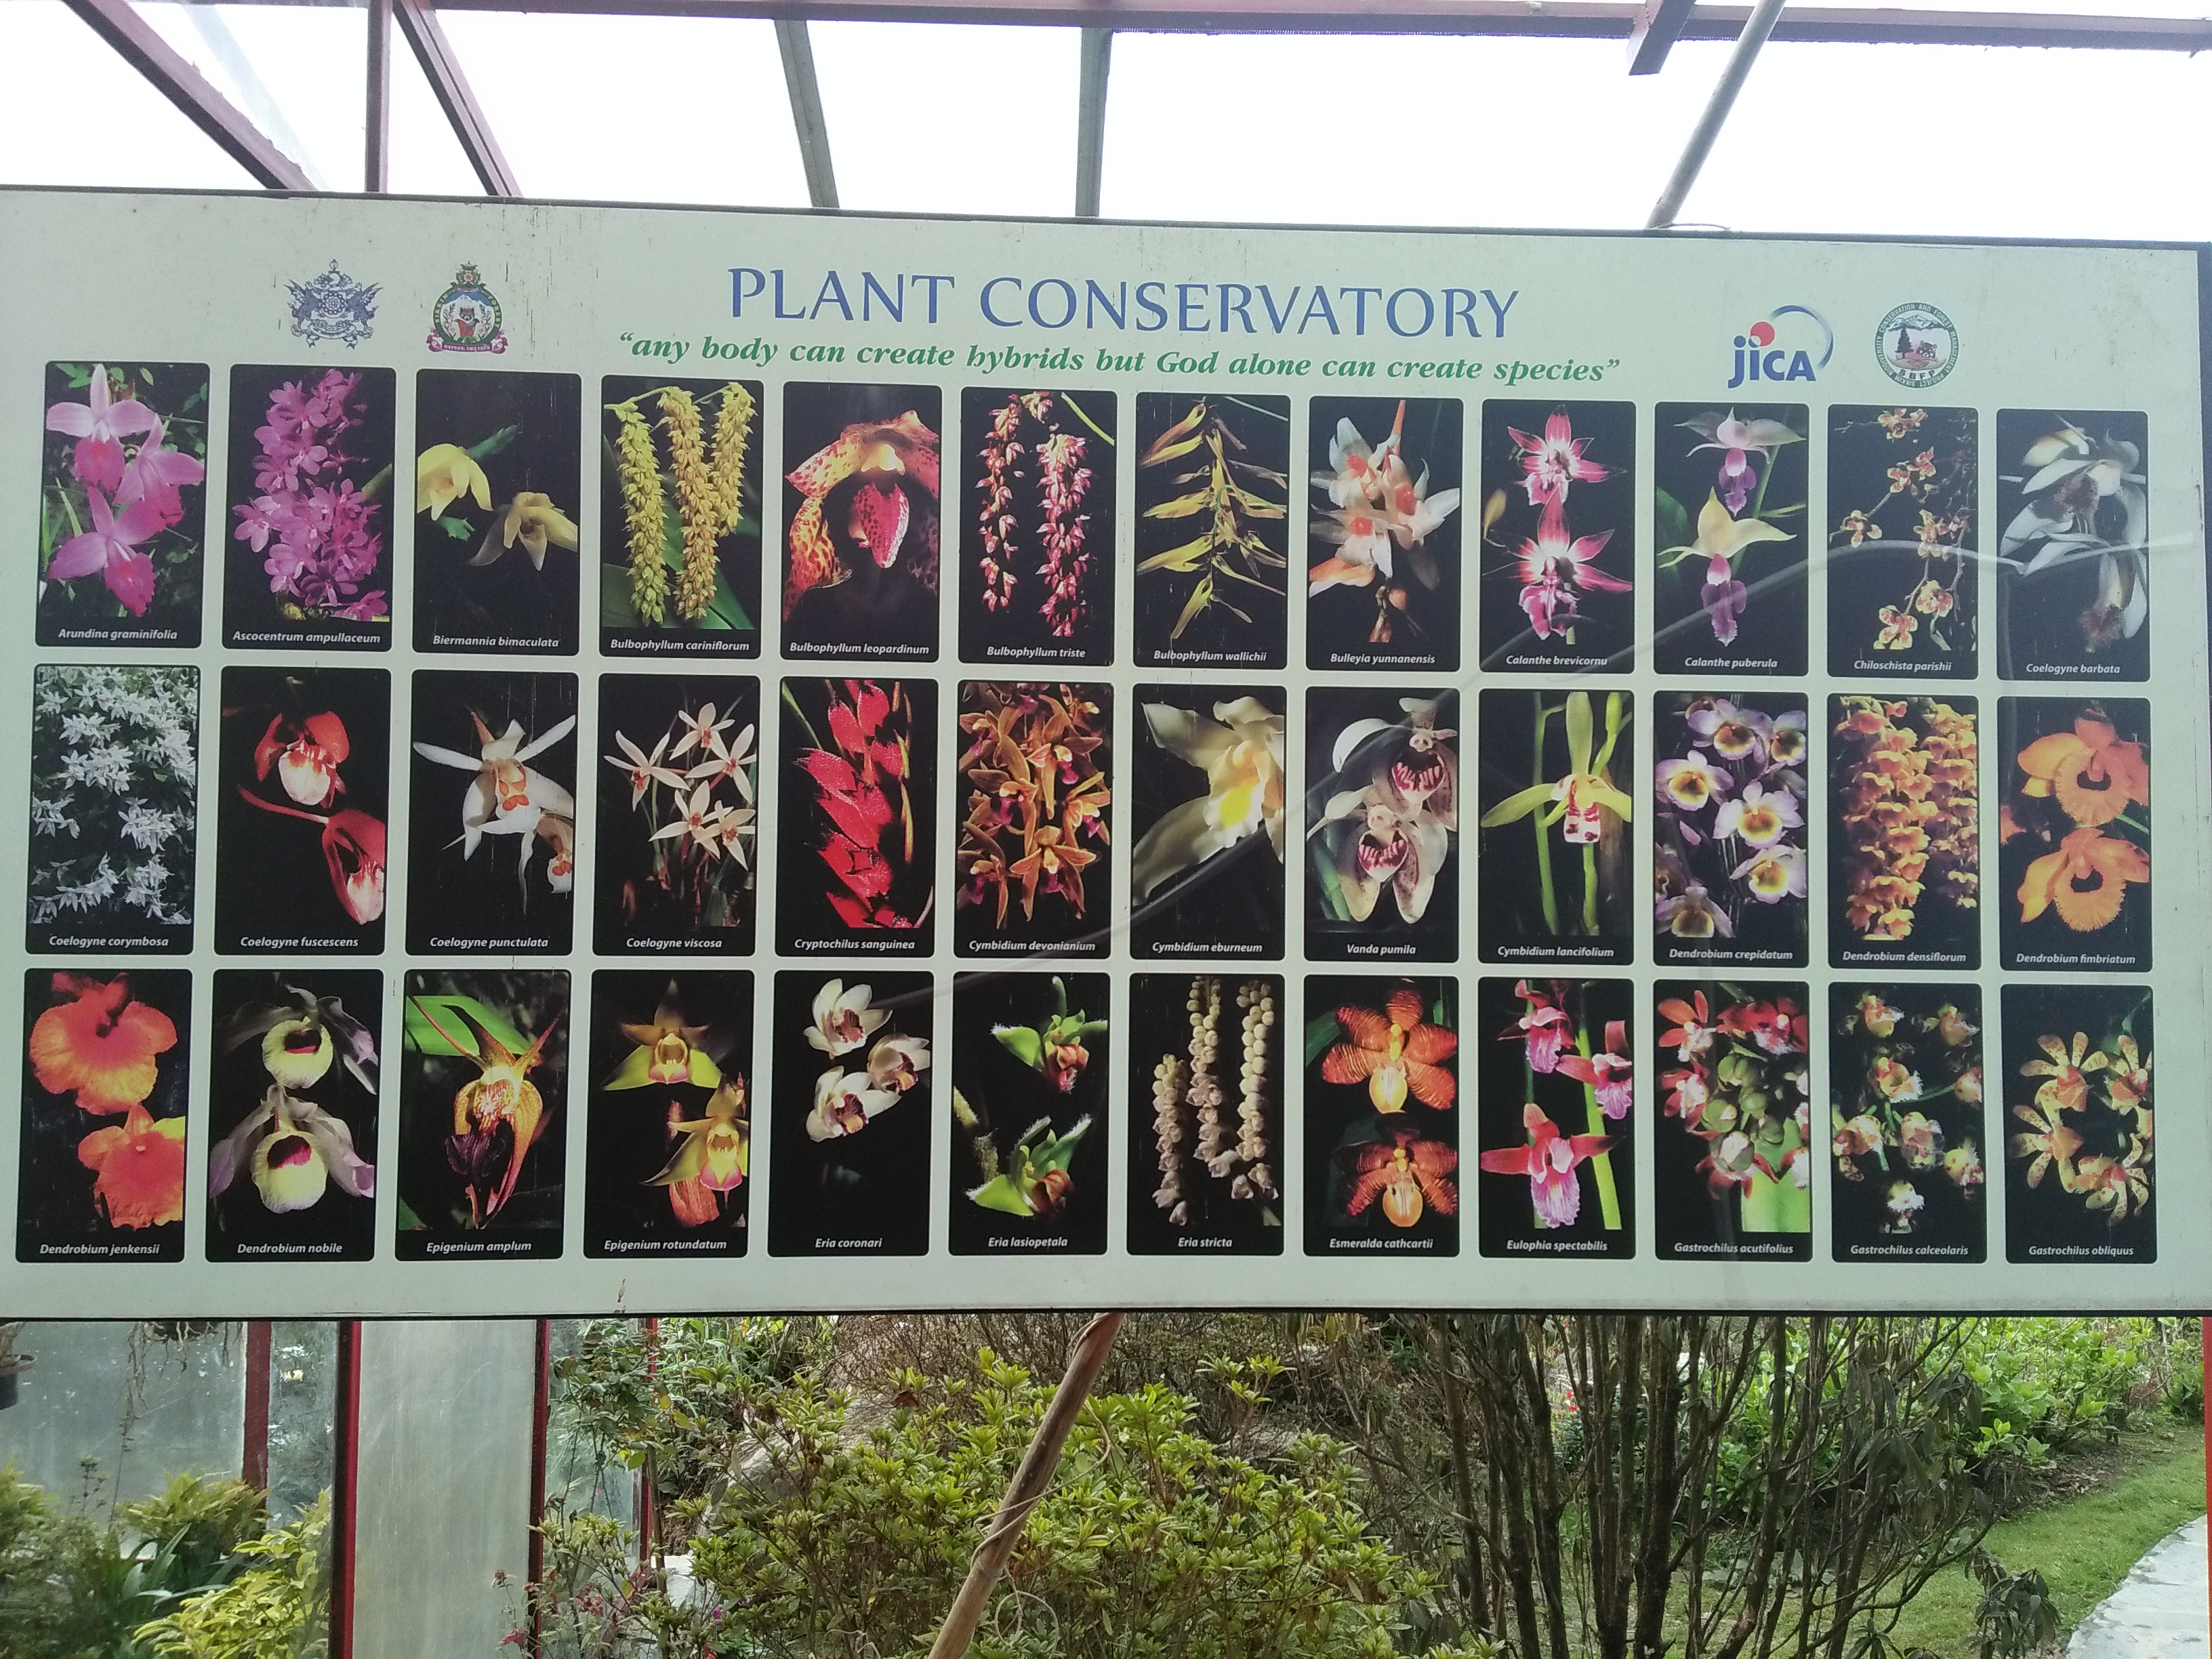 PLANT CONSERVATORY
“any body can create hybrids but God alone can create species”
jICA
SBFP
Arundina graminifolia
Ascocentrum ampullaceum
Biermannia bimaculata
Bulbophyllum cariniflorum
Bulbophyllum leopardinum
Bulbophyllum triste
Bulbophyllum wallichii
Bulleyia yunnanensis
Calanthe brevicornu
Calanthe puberula
Chiloschista parishii
Coelogyne barbata
Coelogyne corymbosa
Coelogyne fuscescens
Coelogyne punctulata
Coelogyne viscosa
Cryptochilus sanguinea
Cymbidium devonianium
Cymbidium eburneum
Vanda pumila
Cymbidium lancifolium
Dendrobium crepidatum
Dendrobium densiflorum
Dendrobium fimbriatum
Dendrobium jenkensii
Dendrobium nobile
Epigenium amplum
Epigenium rotundatum
Eria coronari
Eria lasiopetala
Eria stricta
Esmeralda cathcartii
Eulophia spectabilis
Gastrochilus acutifolius
Gastrochilus calceolaris
Gastrochilus obliquus